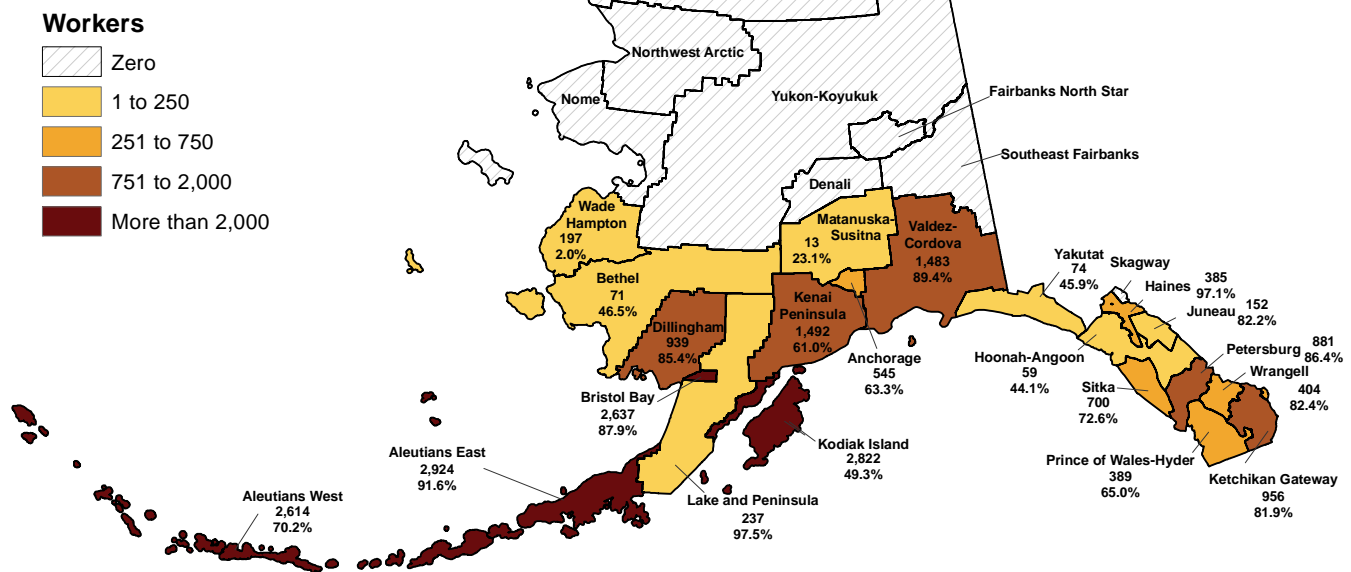 Workers
Zero
1 to 250
251 to 750
751 to 2,000
More than 2,000
Northwest Arctic
Nome
Yukon-Koyukuk
Fairbanks North Star
Southeast Fairbanks
Denali
Wade
Hampton
197
2.0%
Matanuska-
Susitna
13
23.1%
Valdez-
Cordova
1,483
89.4%
Bethel
71
46.5%
Dillingham
939
85.4%
Kenai
Peninsula
1,492
61.0%
Yakutat
74
45.9%
Skagway
Haines
385
97.1%
Juneau
152
82.2%
Petersburg
881
86.4%
Wrangell
404
82.4%
Anchorage
545
63.3%
Hoonah-Angoon
59
44.1%
Sitka
700
72.6%
Bristol Bay
2,637
87.9%
Kodiak Island
2,822
49.3%
Prince of Wales-Hyder
389
65.0%
Ketchikan Gateway
956
81.9%
Aleutians East
2,924
91.6%
Aleutians West
2,614
70.2%
Lake and Peninsula
237
97.5%